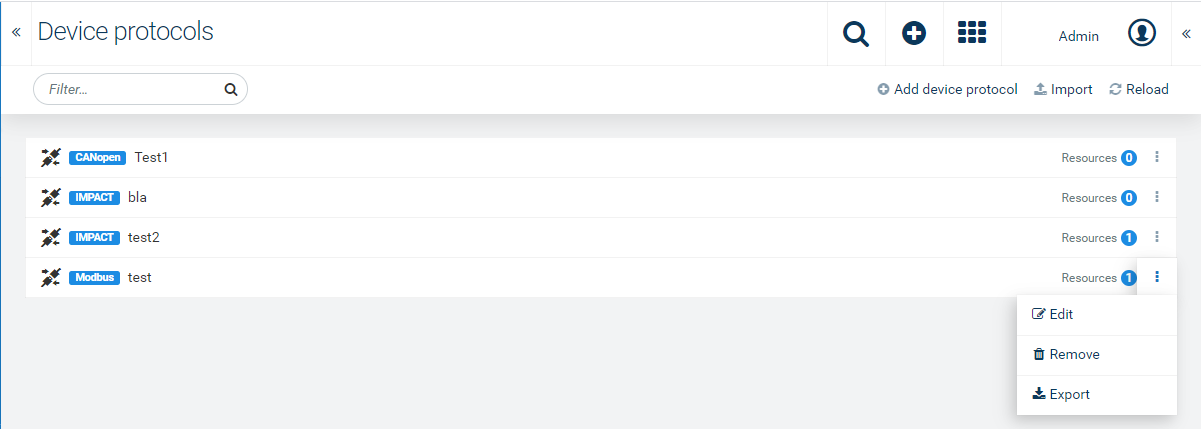 Device protocols
Admin
Filter...
Add device protocol Import Reload
CANopen Test1 Resources 0
IMPACT bla Resources 0
IMPACT test2 Resources 1
Modbus test Resources 1
Edit
Remove
Export